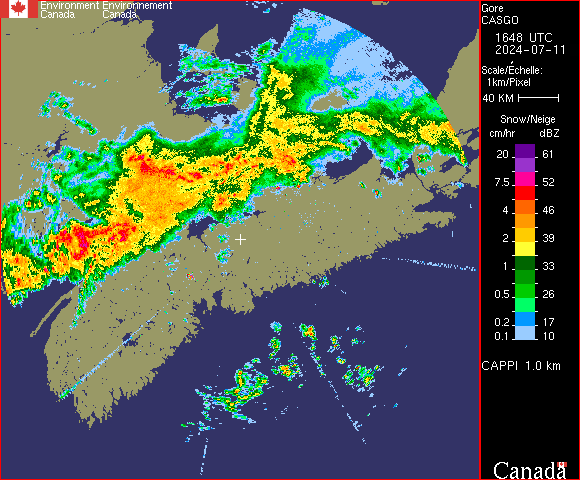 Environment Environnement
Canada Canada
Gore
CASGO
1648 UTC
2024-07-11
Scale/Échelle:
1km/Pixel
40 KM
Snow/Neige
cm/hr dBZ
20 61
7.5 52
4 46
2 39
1 33
0.5 26
0.2 17
0.1 10
CAPPI 1.0 km
Canada